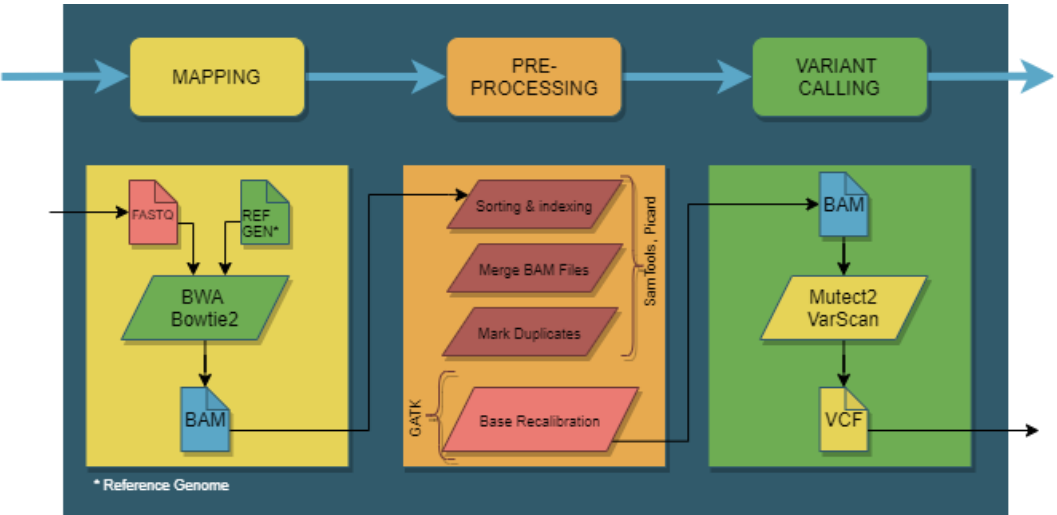 MAPPING
PRE-
PROCESSING
VARIANT
CALLING
FASTQ
REF
GEN*
BWA
Bowtie2
BAM
* Reference Genome
Sorting & indexing
Merge BAM Files
Mark Duplicates
SamTools, Picard
GATK
Base Recalibration
BAM
Mutect2
VarScan
VCF